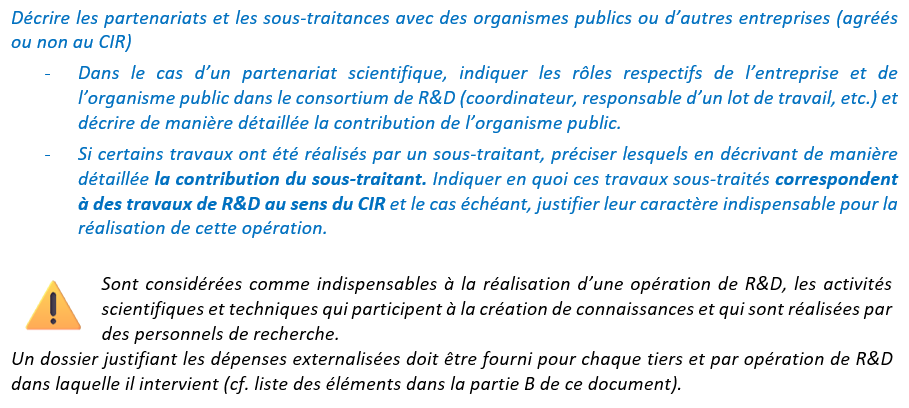 Décrire les partenariats et les sous-traitances avec des organismes publics ou d’autres entreprises (agréés
ou non au CIR)
- Dans le cas d’un partenariat scientifique, indiquer les rôles respectifs de l’entreprise et de
l’organisme public dans le consortium de R&D (coordinateur, responsable d’un lot de travail, etc.) et
décrire de manière détaillée la contribution de l’organisme public.
- Si certains travaux ont été réalisés par un sous-traitant, préciser lesquels en décrivant de manière
détaillée la contribution du sous-traitant. Indiquer en quoi ces travaux sous-traités correspondent
à des travaux de R&D au sens du CIR et le cas échéant, justifier leur caractère indispensable pour la
réalisation de cette opération.
Sont considérées comme indispensables à la réalisation d’une opération de R&D, les activités
scientifiques et techniques qui participent à la création de connaissances et qui sont réalisées par
des personnels de recherche.
Un dossier justifiant les dépenses externalisées doit être fourni pour chaque tiers et par opération de R&D
dans laquelle il intervient (cf. liste des éléments dans la partie B de ce document).